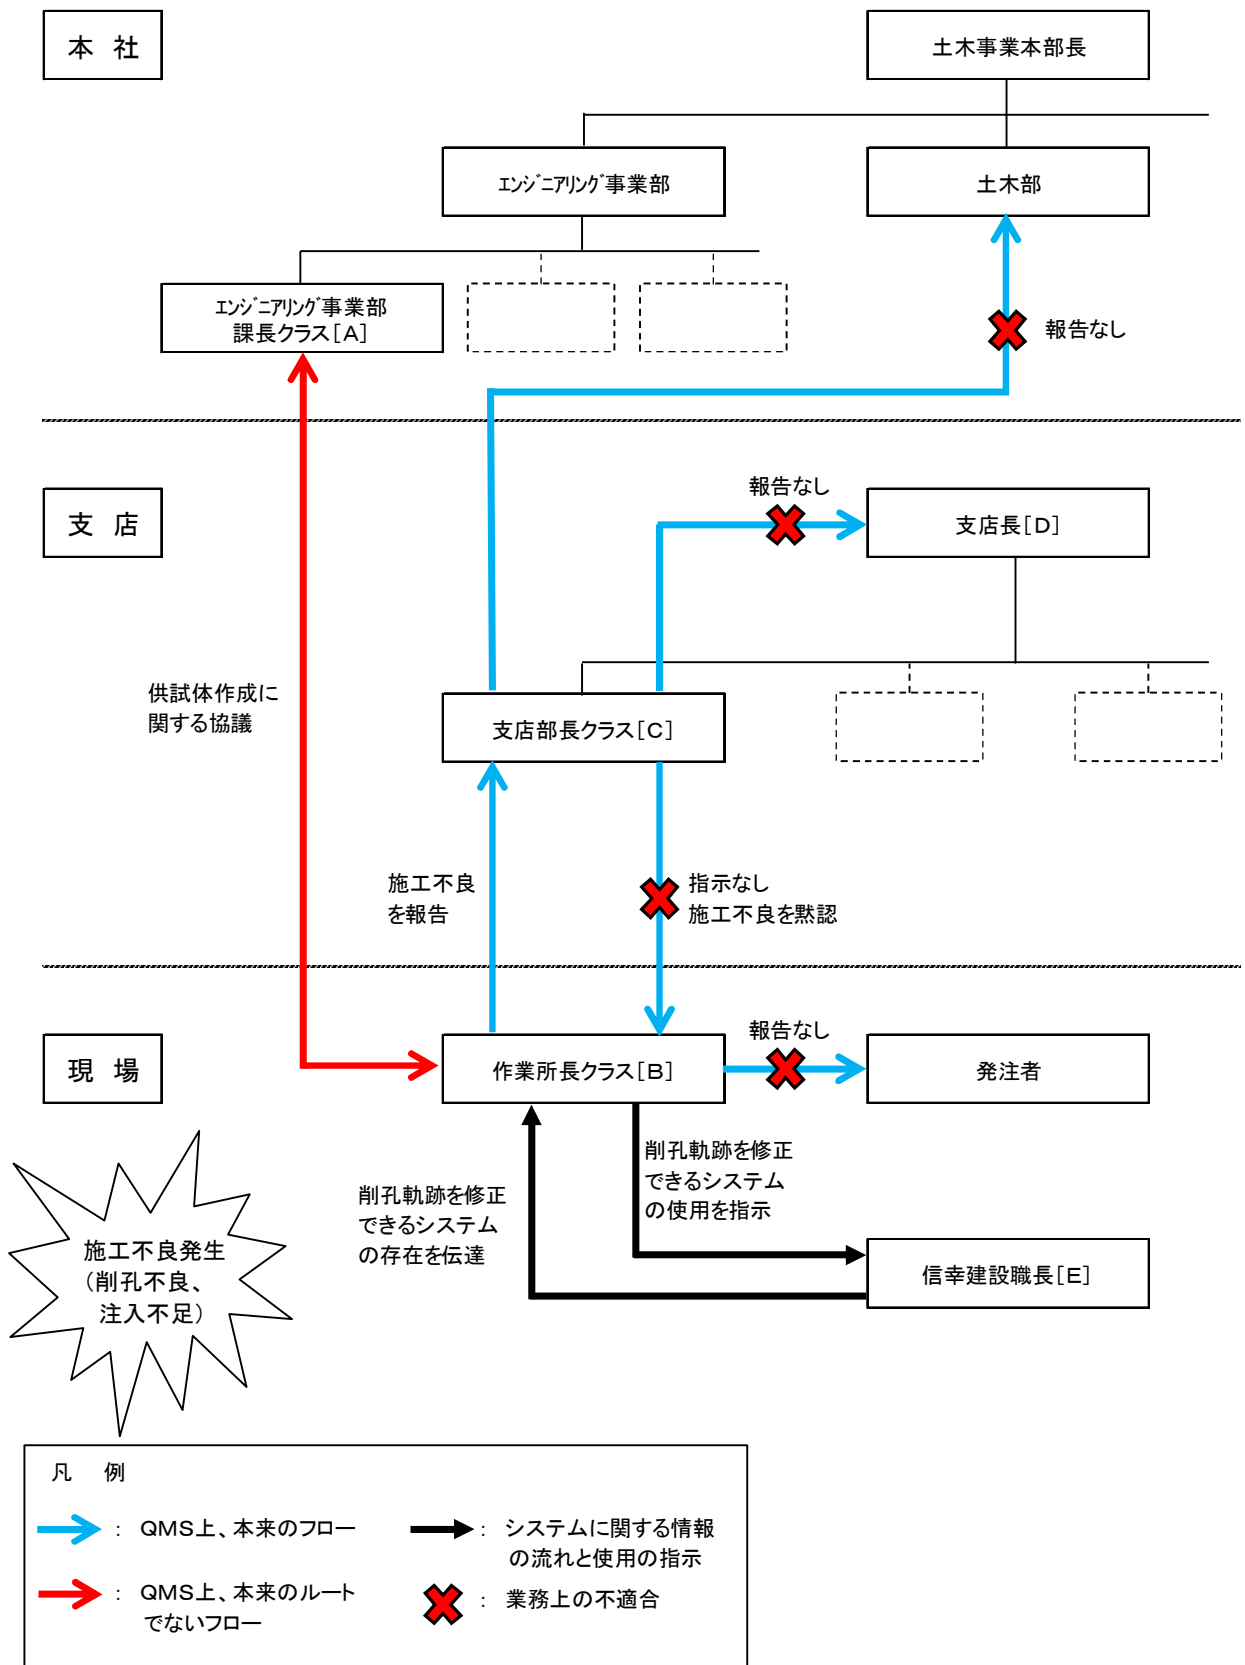 本 社
土木事業本部長
エンジニアリング事業部
土木部
エンジニアリング事業部
課長クラス[A]
報告なし
支 店
報告なし
支店長[D]
供試体作成に
関する協議
支店部長クラス[C]
施工不良
を報告
指示なし
施工不良を黙認
現 場
報告なし
作業所長クラス[B]
発注者
削孔軌跡を修正
できるシステム
の使用を指示
削孔軌跡を修正
できるシステム
の存在を伝達
施工不良発生
(削孔不良、
注入不足)
信幸建設職長[E]
凡 例
: QMS上、本来のフロー
: システムに関する情報
の流れと使用の指示
: QMS上、本来のルート
でないフロー
: 業務上の不適合